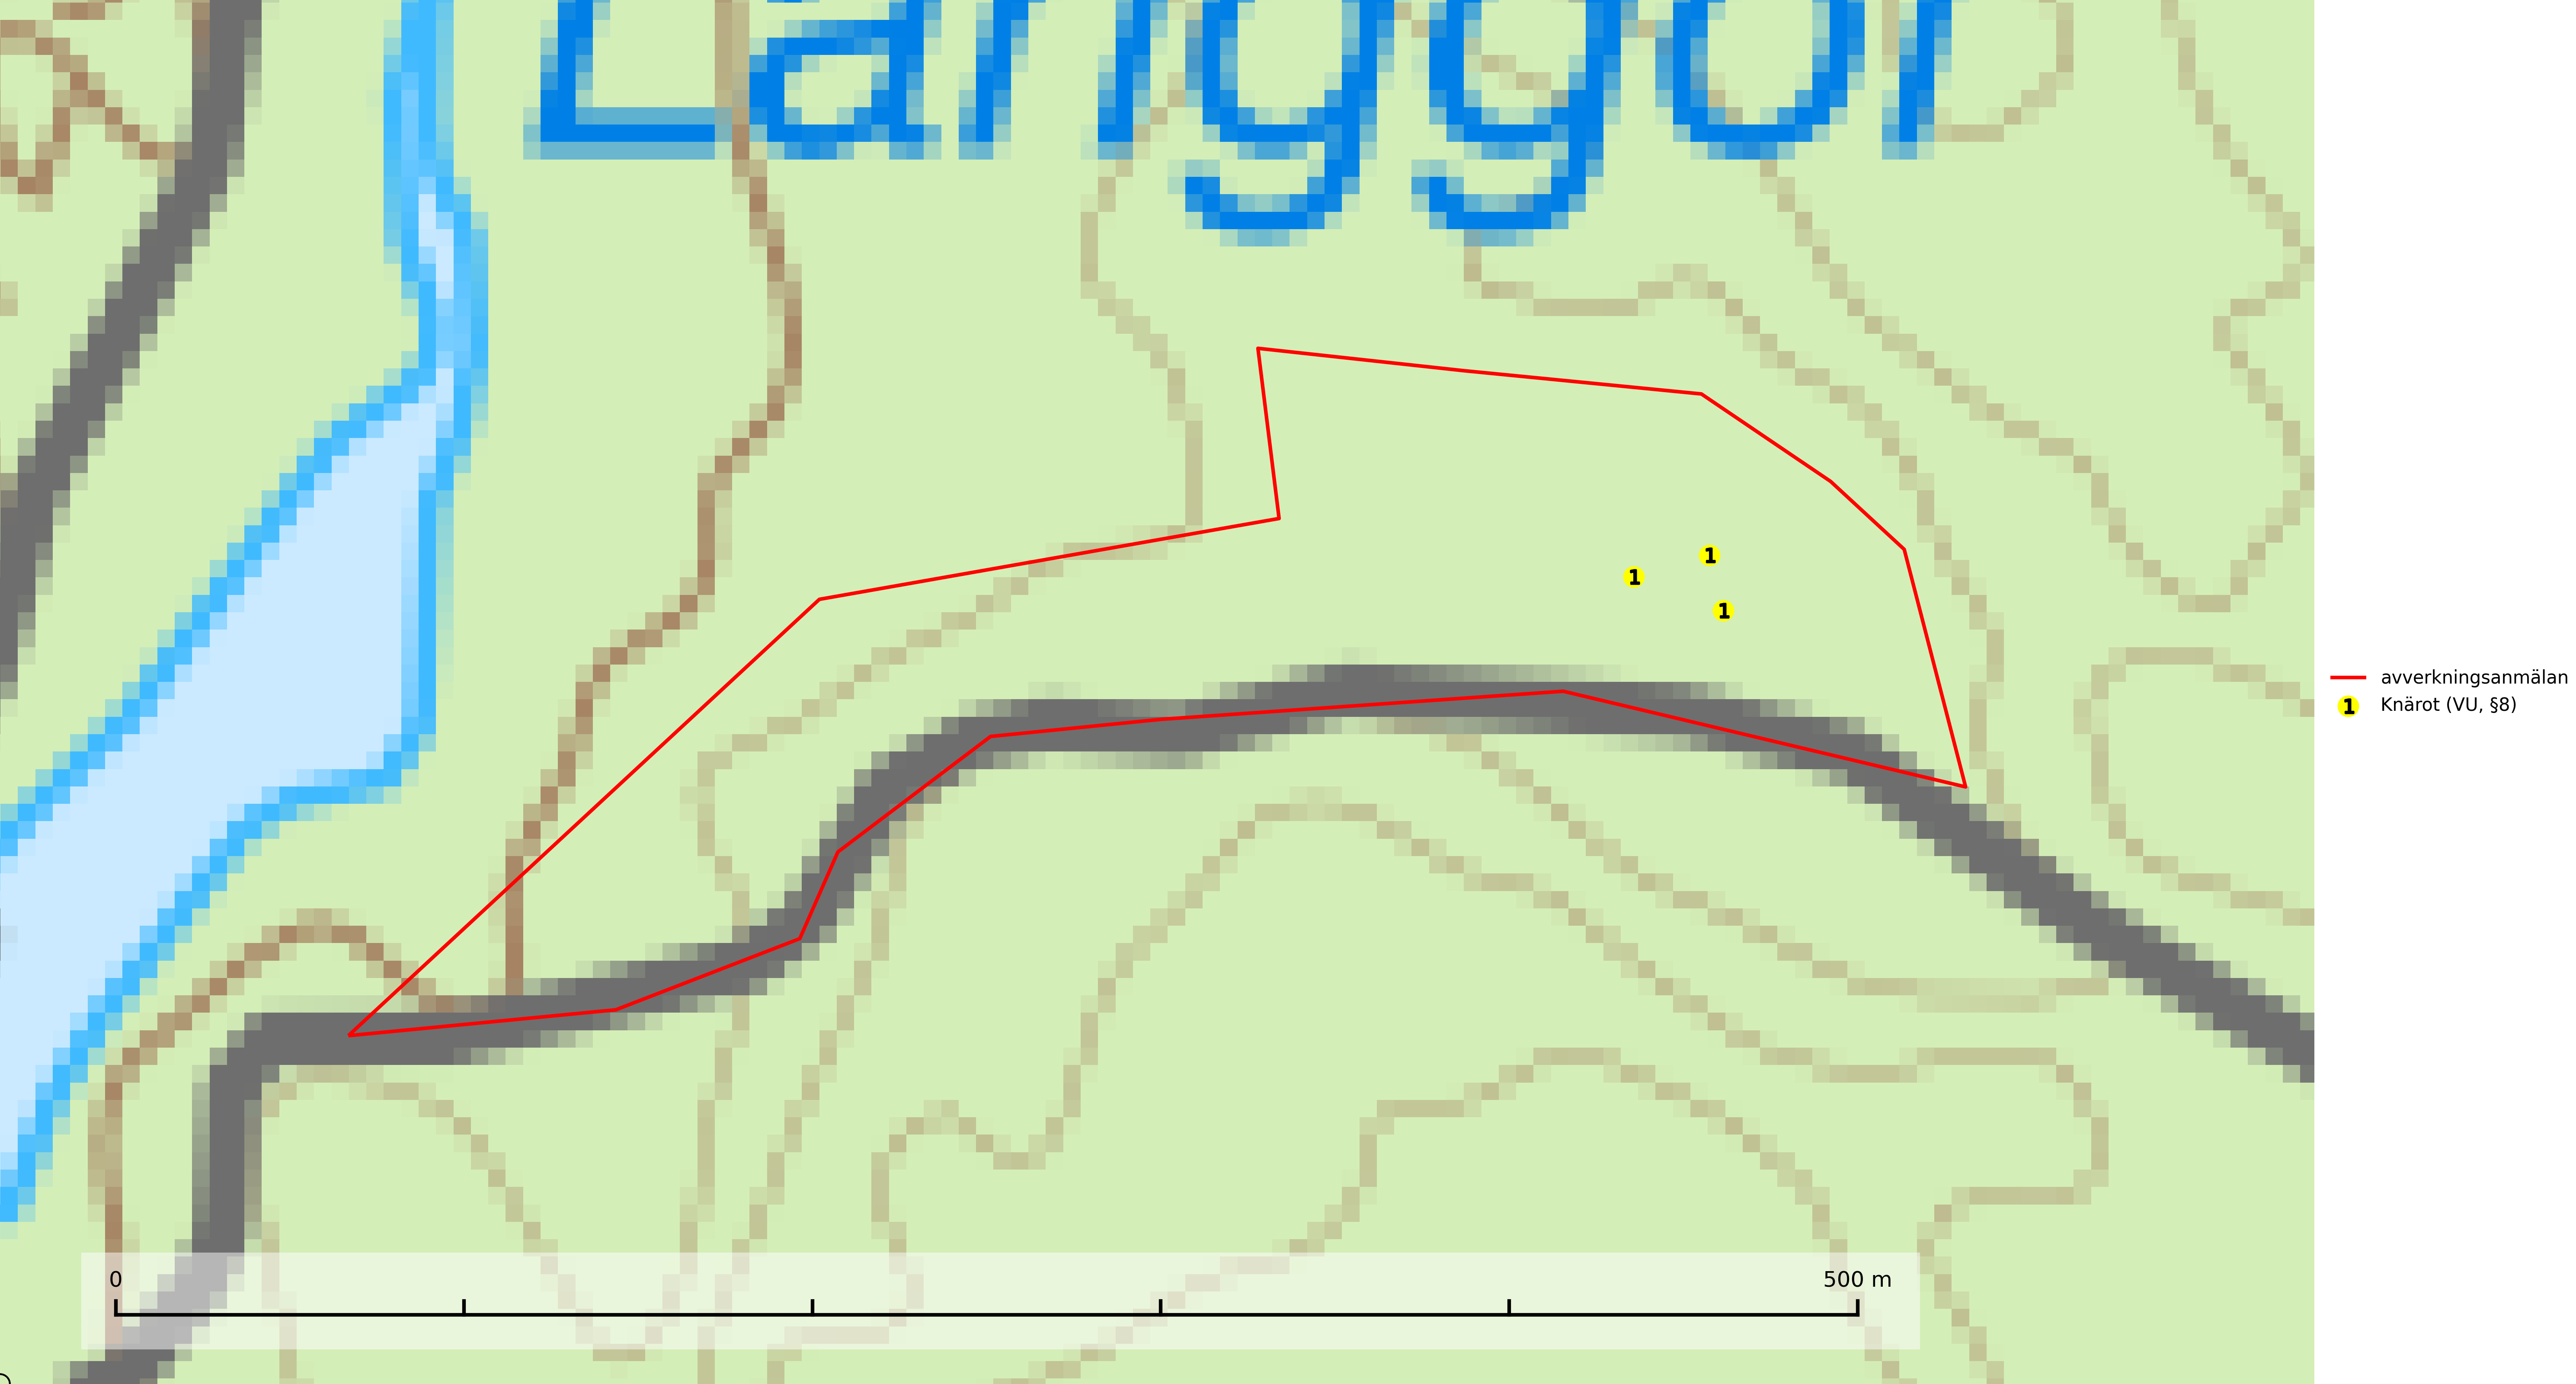 1
1
1
avverkningsanmälan
1 Knärot (VU, §8)
0 500 m